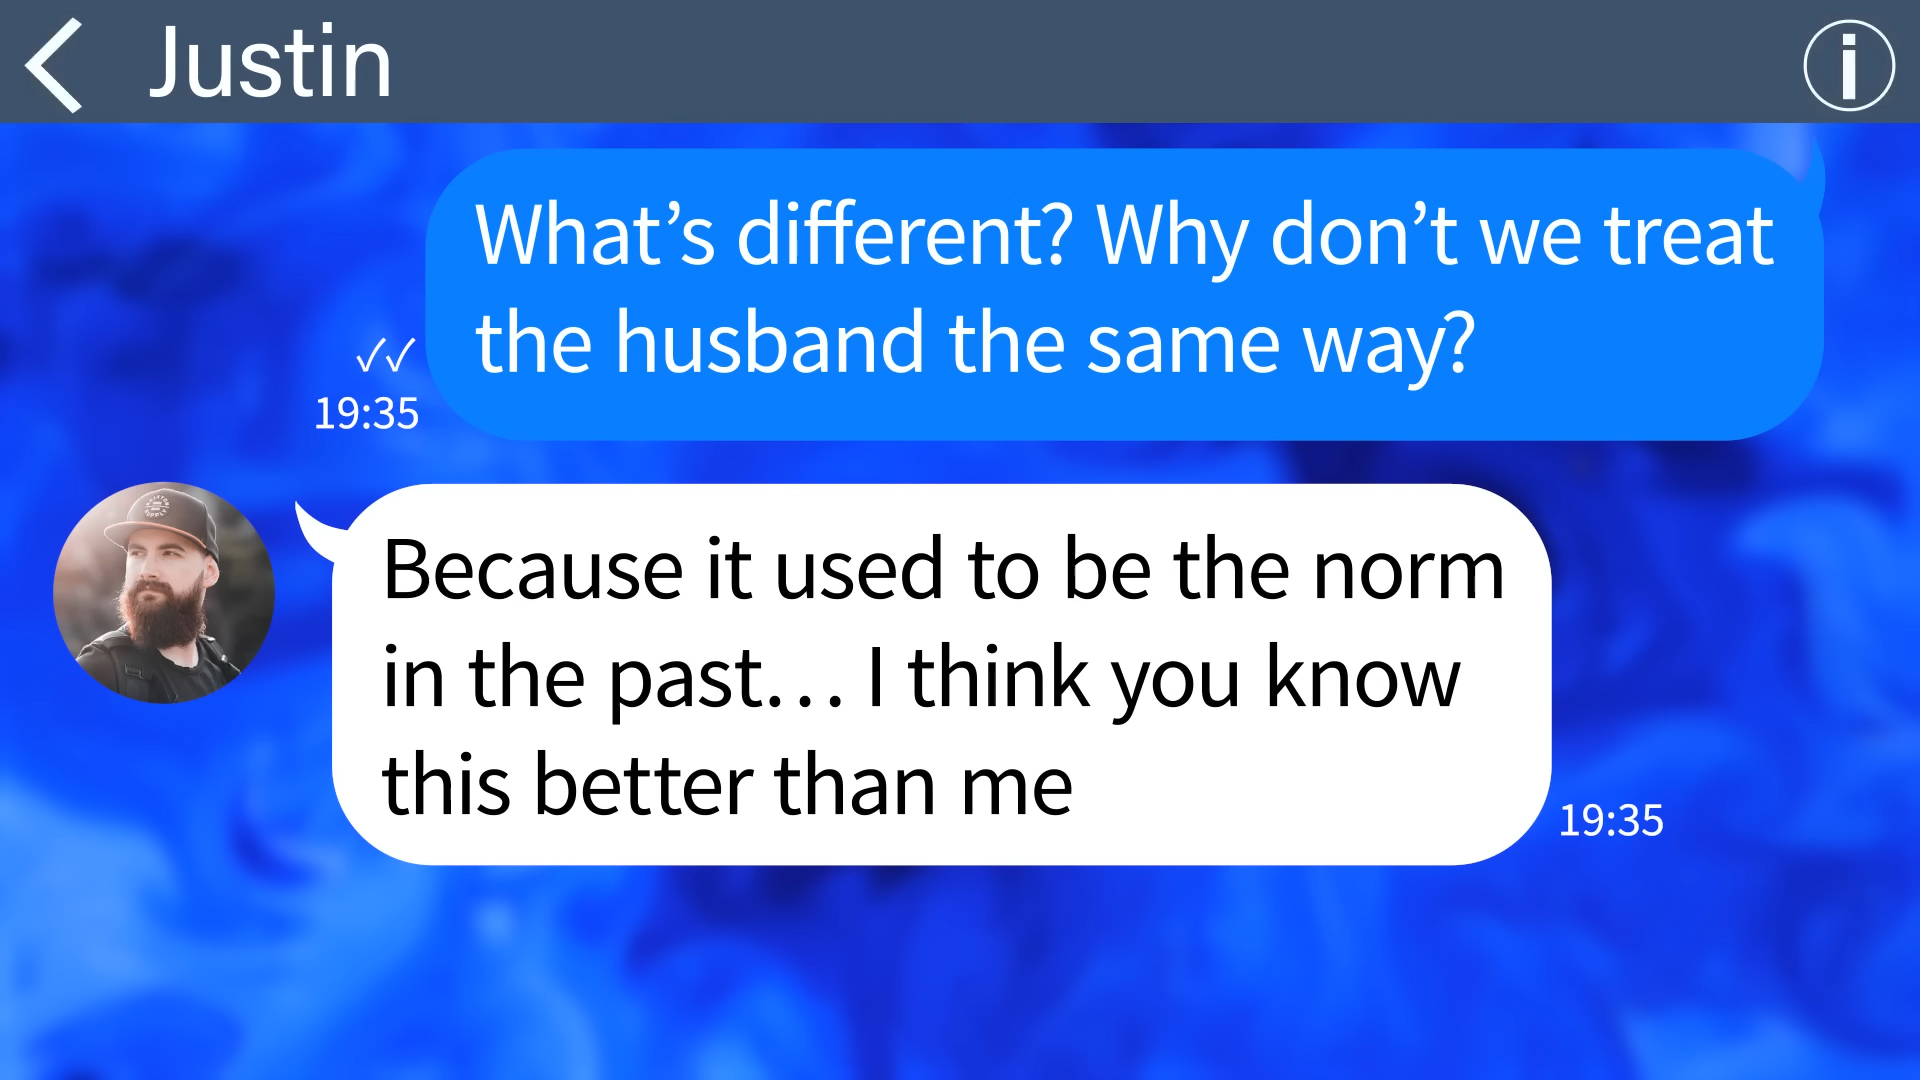 Justin
i
What’s different? Why don’t we treat
the husband the same way?
✓✓
19:35
Because it used to be the norm
in the past… I think you know
this better than me
19:35